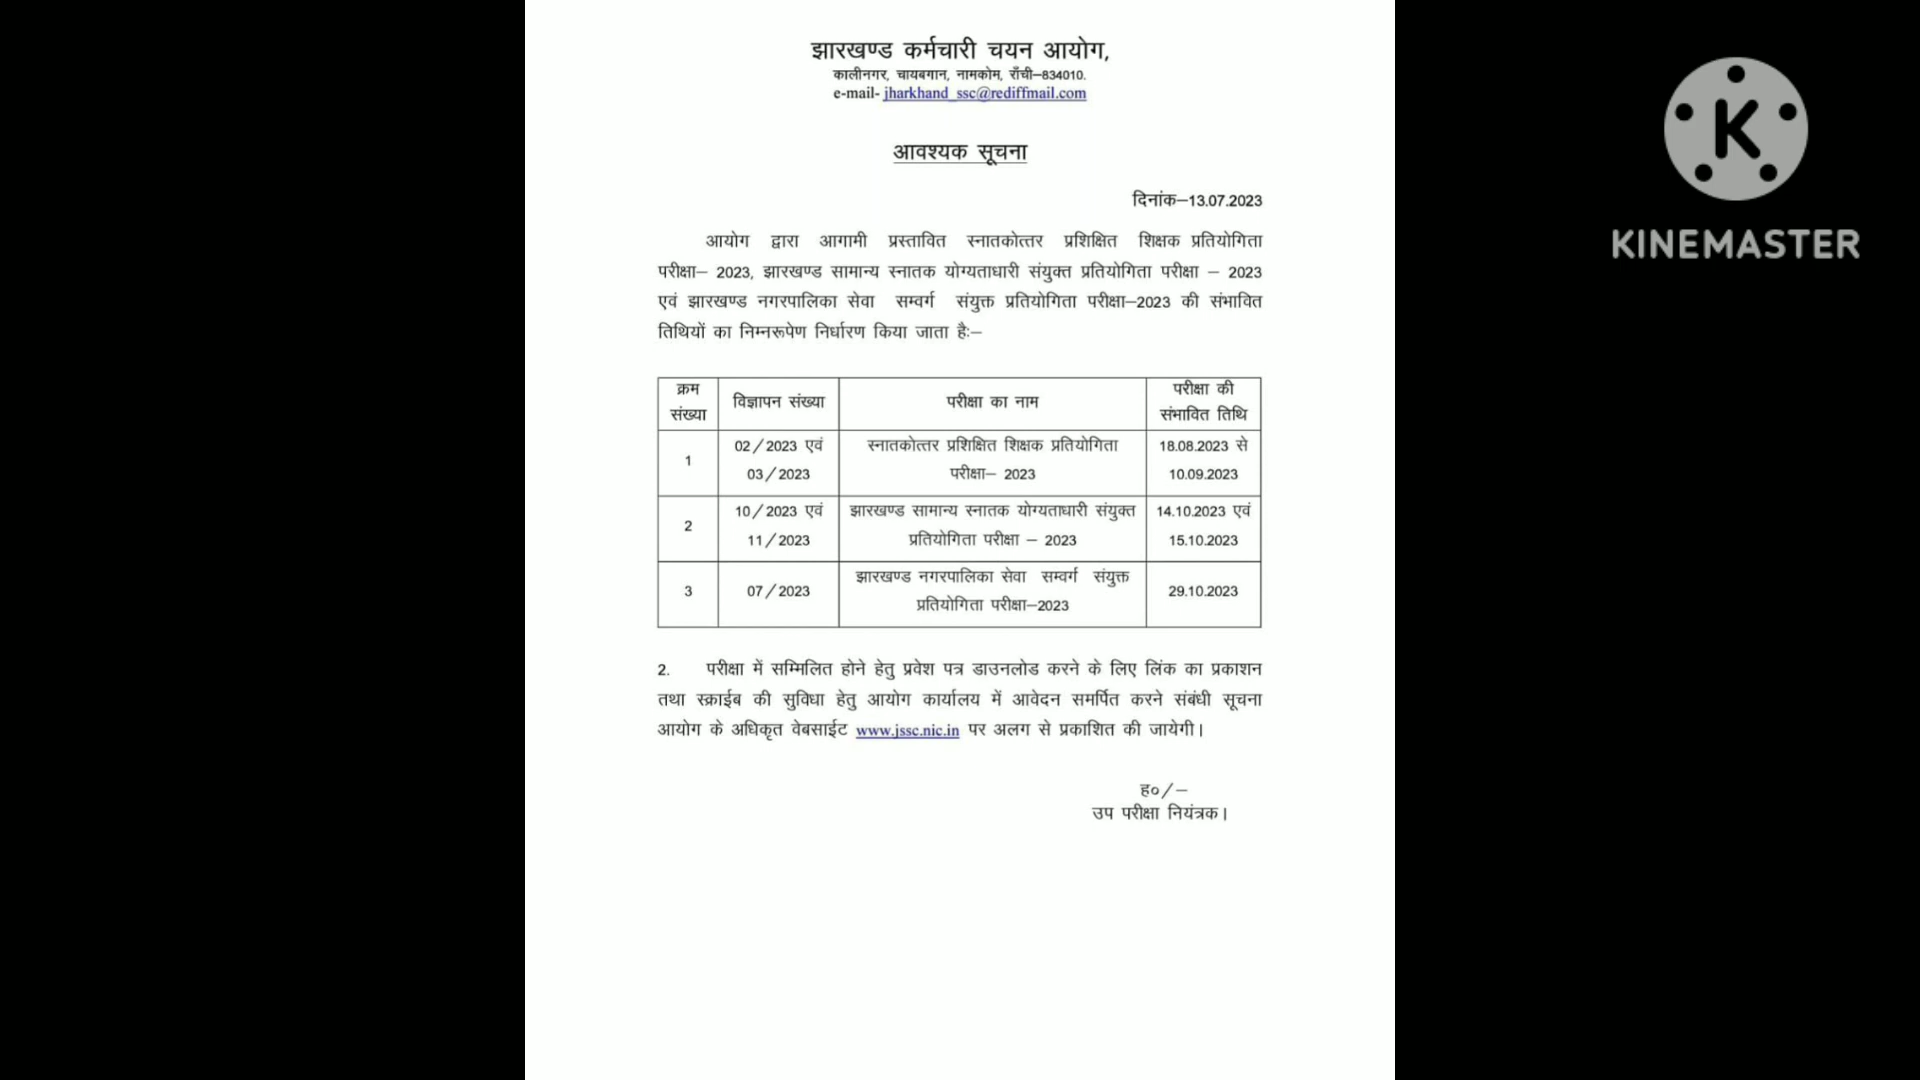 झारखण्ड कर्मचारी चयन आयोग,
कालीनगर, चायबगान, नामकोम, राँची–834010.
e-mail- jharkhand_ssc@rediffmail.com
आवश्यक सूचना
दिनांक–13.07.2023
आयोग द्वारा आगामी प्रस्तावित स्नातकोत्तर प्रशिक्षित शिक्षक प्रतियोगिता
परीक्षा– 2023, झारखण्ड सामान्य स्नातक योग्यताधारी संयुक्त प्रतियोगिता परीक्षा – 2023
एवं झारखण्ड नगरपालिका सेवा सम्वर्ग संयुक्त प्रतियोगिता परीक्षा–2023 की संभावित
तिथियों का निम्नरूपेण निर्धारण किया जाता है:–
क्रम संख्या | विज्ञापन संख्या | परीक्षा का नाम | परीक्षा की संभावित तिथि
1 | 02/2023 एवं 03/2023 | स्नातकोत्तर प्रशिक्षित शिक्षक प्रतियोगिता परीक्षा– 2023 | 18.08.2023 से 10.09.2023
2 | 10/2023 एवं 11/2023 | झारखण्ड सामान्य स्नातक योग्यताधारी संयुक्त प्रतियोगिता परीक्षा – 2023 | 14.10.2023 एवं 15.10.2023
3 | 07/2023 | झारखण्ड नगरपालिका सेवा सम्वर्ग संयुक्त प्रतियोगिता परीक्षा–2023 | 29.10.2023
2. परीक्षा में सम्मिलित होने हेतु प्रवेश पत्र डाउनलोड करने के लिए लिंक का प्रकाशन
तथा स्क्राईब की सुविधा हेतु आयोग कार्यालय में आवेदन समर्पित करने संबंधी सूचना
आयोग के अधिकृत वेबसाईट www.jssc.nic.in पर अलग से प्रकाशित की जायेगी।
ह०/–
उप परीक्षा नियंत्रक।
K
KINEMASTER